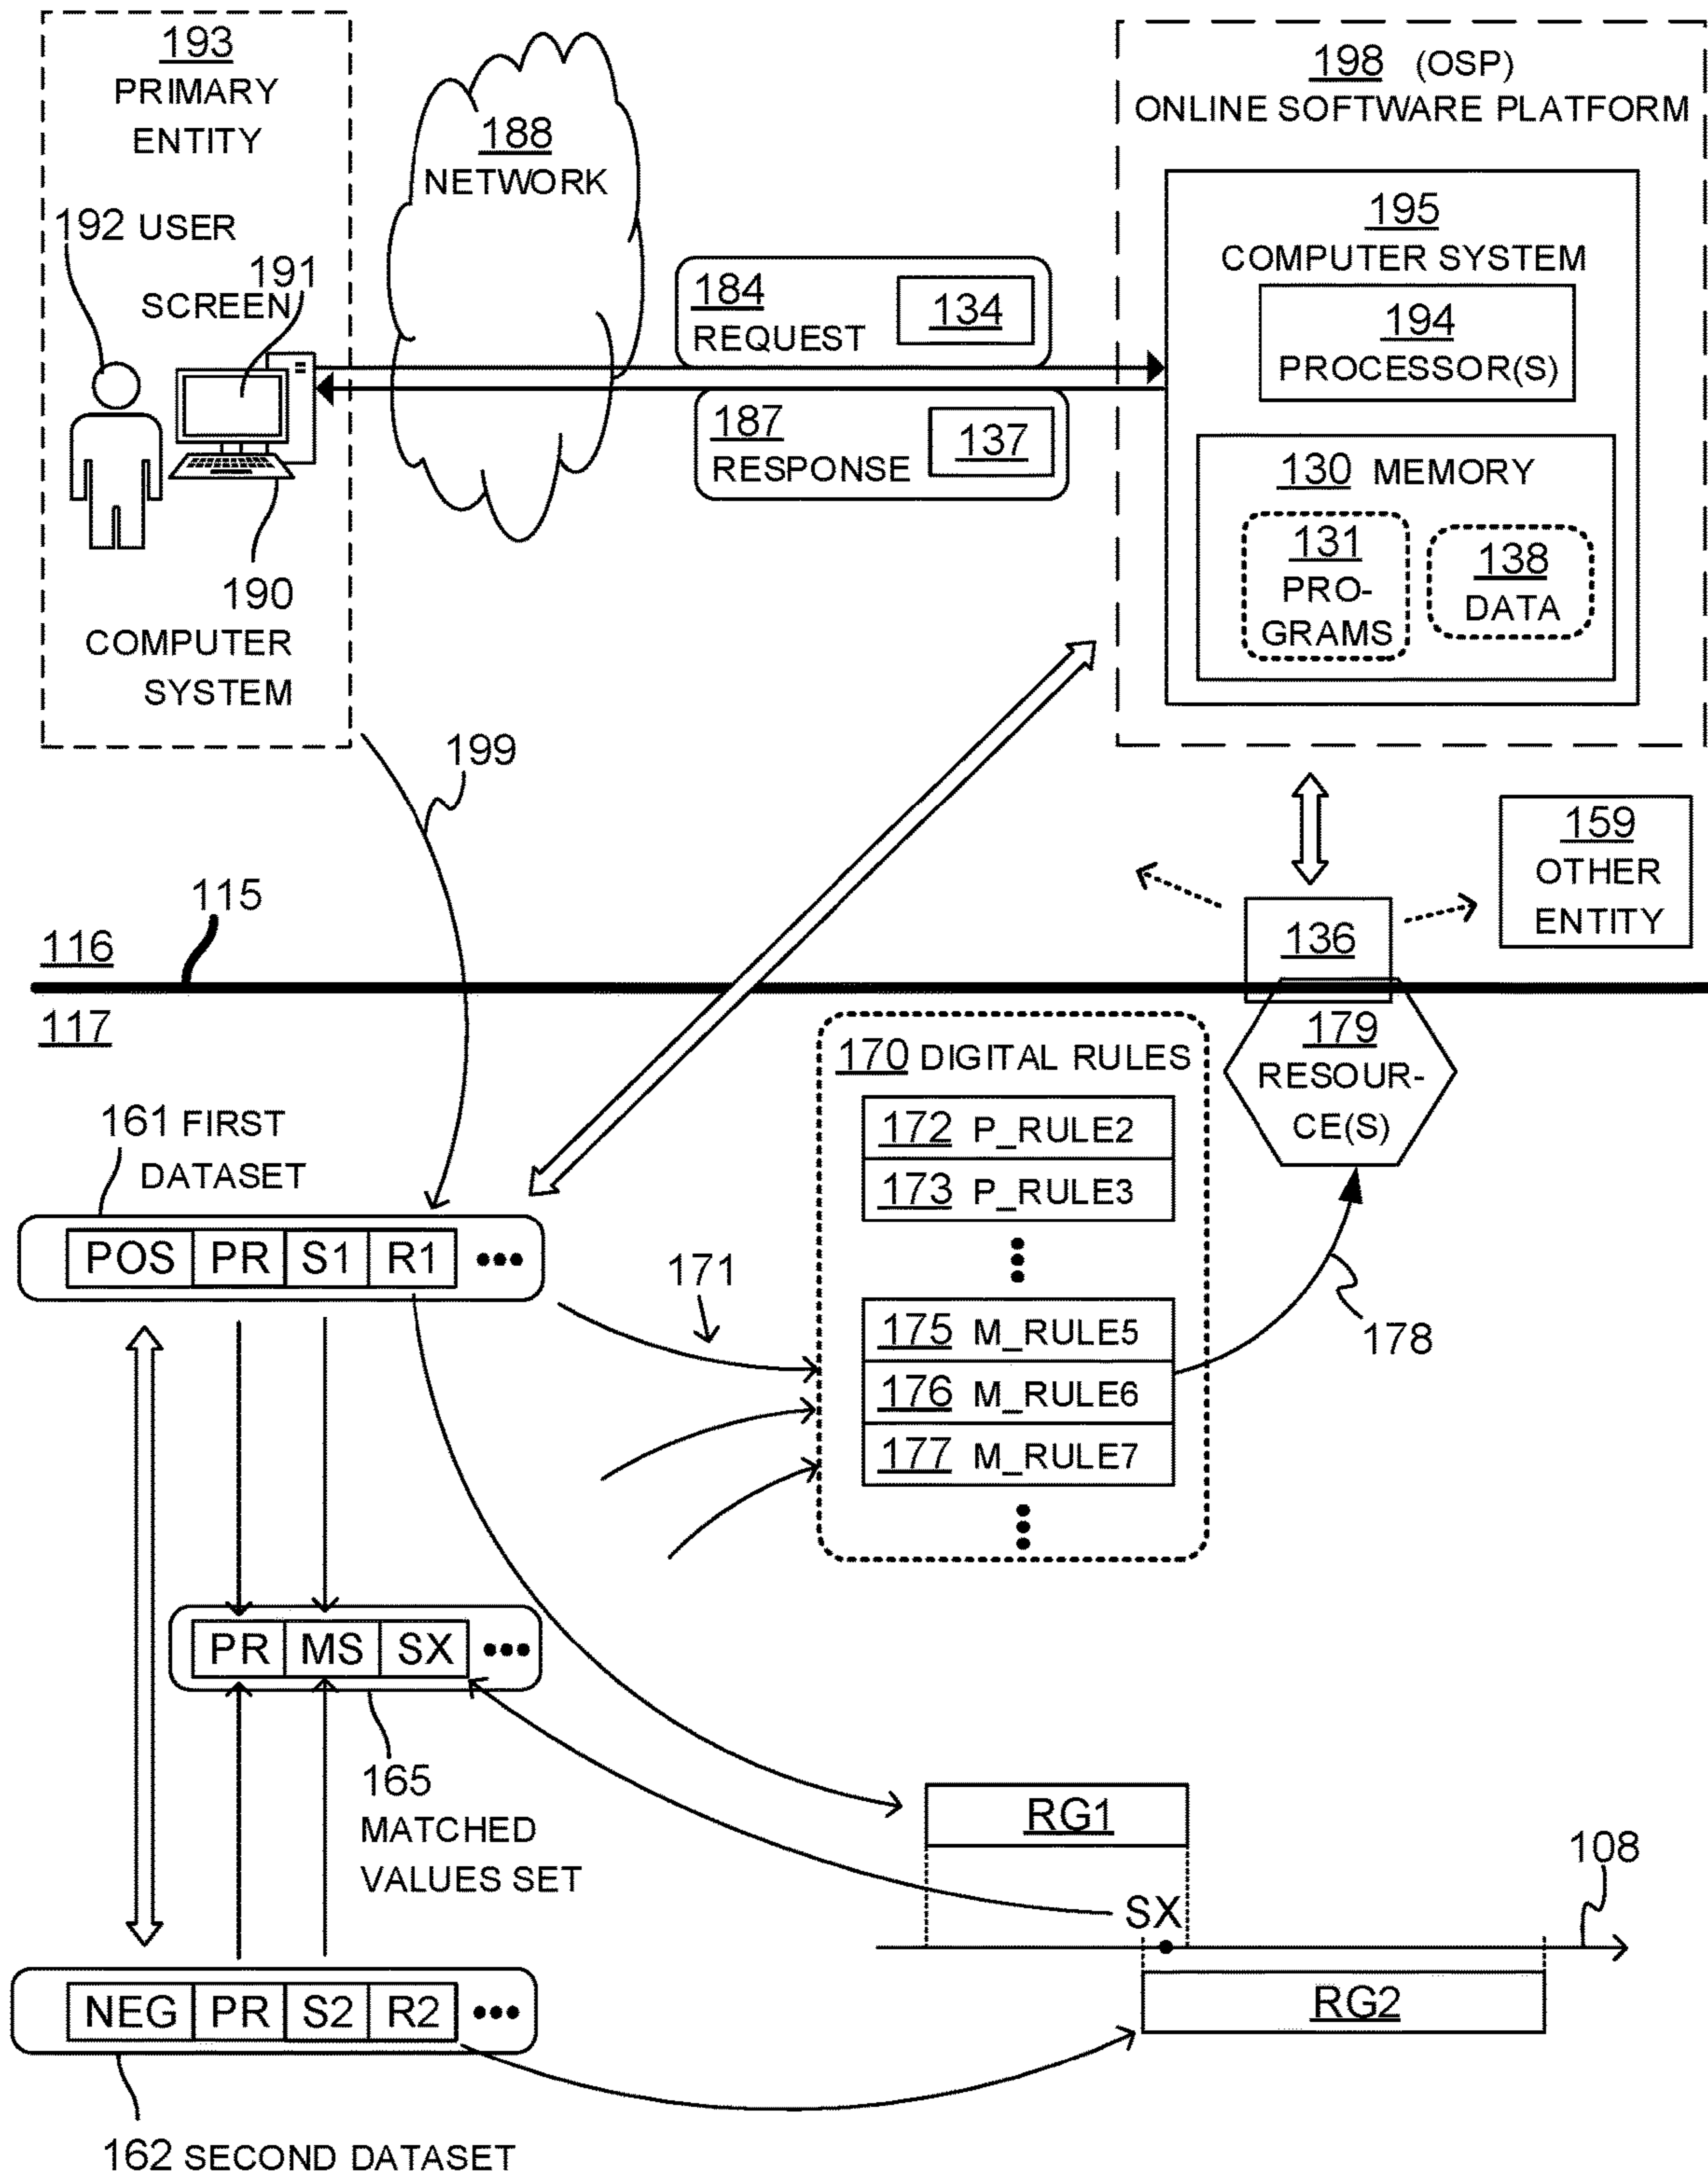 193
PRIMARY
ENTITY
192 USER
191
SCREEN
190
COMPUTER
SYSTEM
188
NETWORK
184
REQUEST
134
187
RESPONSE
137
198 (OSP)
ONLINE SOFTWARE PLATFORM
195
COMPUTER SYSTEM
194
PROCESSOR(S)
130 MEMORY
131
PRO-
GRAMS
138
DATA
199
159
OTHER
ENTITY
136
115
116
117
179
RESOUR-
CE(S)
170 DIGITAL RULES
172 P_RULE2
173 P_RULE3
175 M_RULE5
176 M_RULE6
177 M_RULE7
178
171
161 FIRST
DATASET
POS PR S1 R1
PR MS SX
165
MATCHED
VALUES SET
RG1
108
SX
RG2
NEG PR S2 R2
162 SECOND DATASET